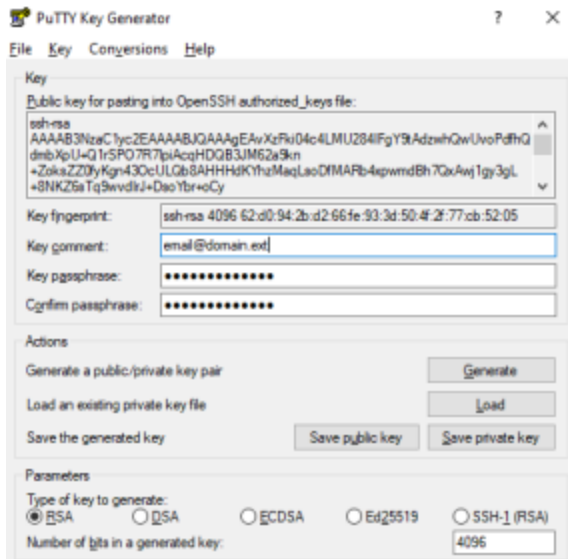 PuTTY Key Generator ? ×
File Key Conversions Help
Key
Public key for pasting into OpenSSH authorized_keys file:
ssh-rsa
Key fingerprint: ssh-rsa 4096 62:d0:94:2b:d2:66:fe:93:3d:50:4f:2f:77:cb:52:05
Key comment: email@domain.ext
Key passphrase: •••••••••••••
Confirm passphrase: •••••••••••••
Actions
Generate a public/private key pair Generate
Load an existing private key file Load
Save the generated key Save public key Save private key
Parameters
Type of key to generate:
RSA DSA ECDSA Ed25519 SSH-1 (RSA)
Number of bits in a generated key: 4096